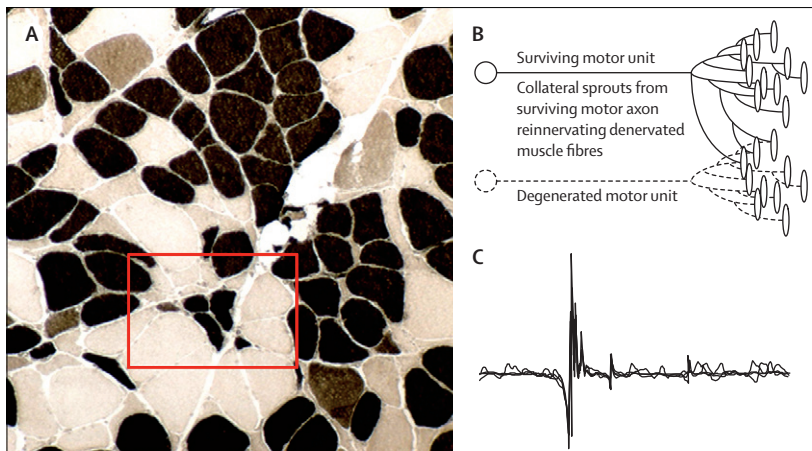 A
B
Surviving motor unit
Collateral sprouts from
surviving motor axon
reinnervating denervated
muscle fibres
Degenerated motor unit
C